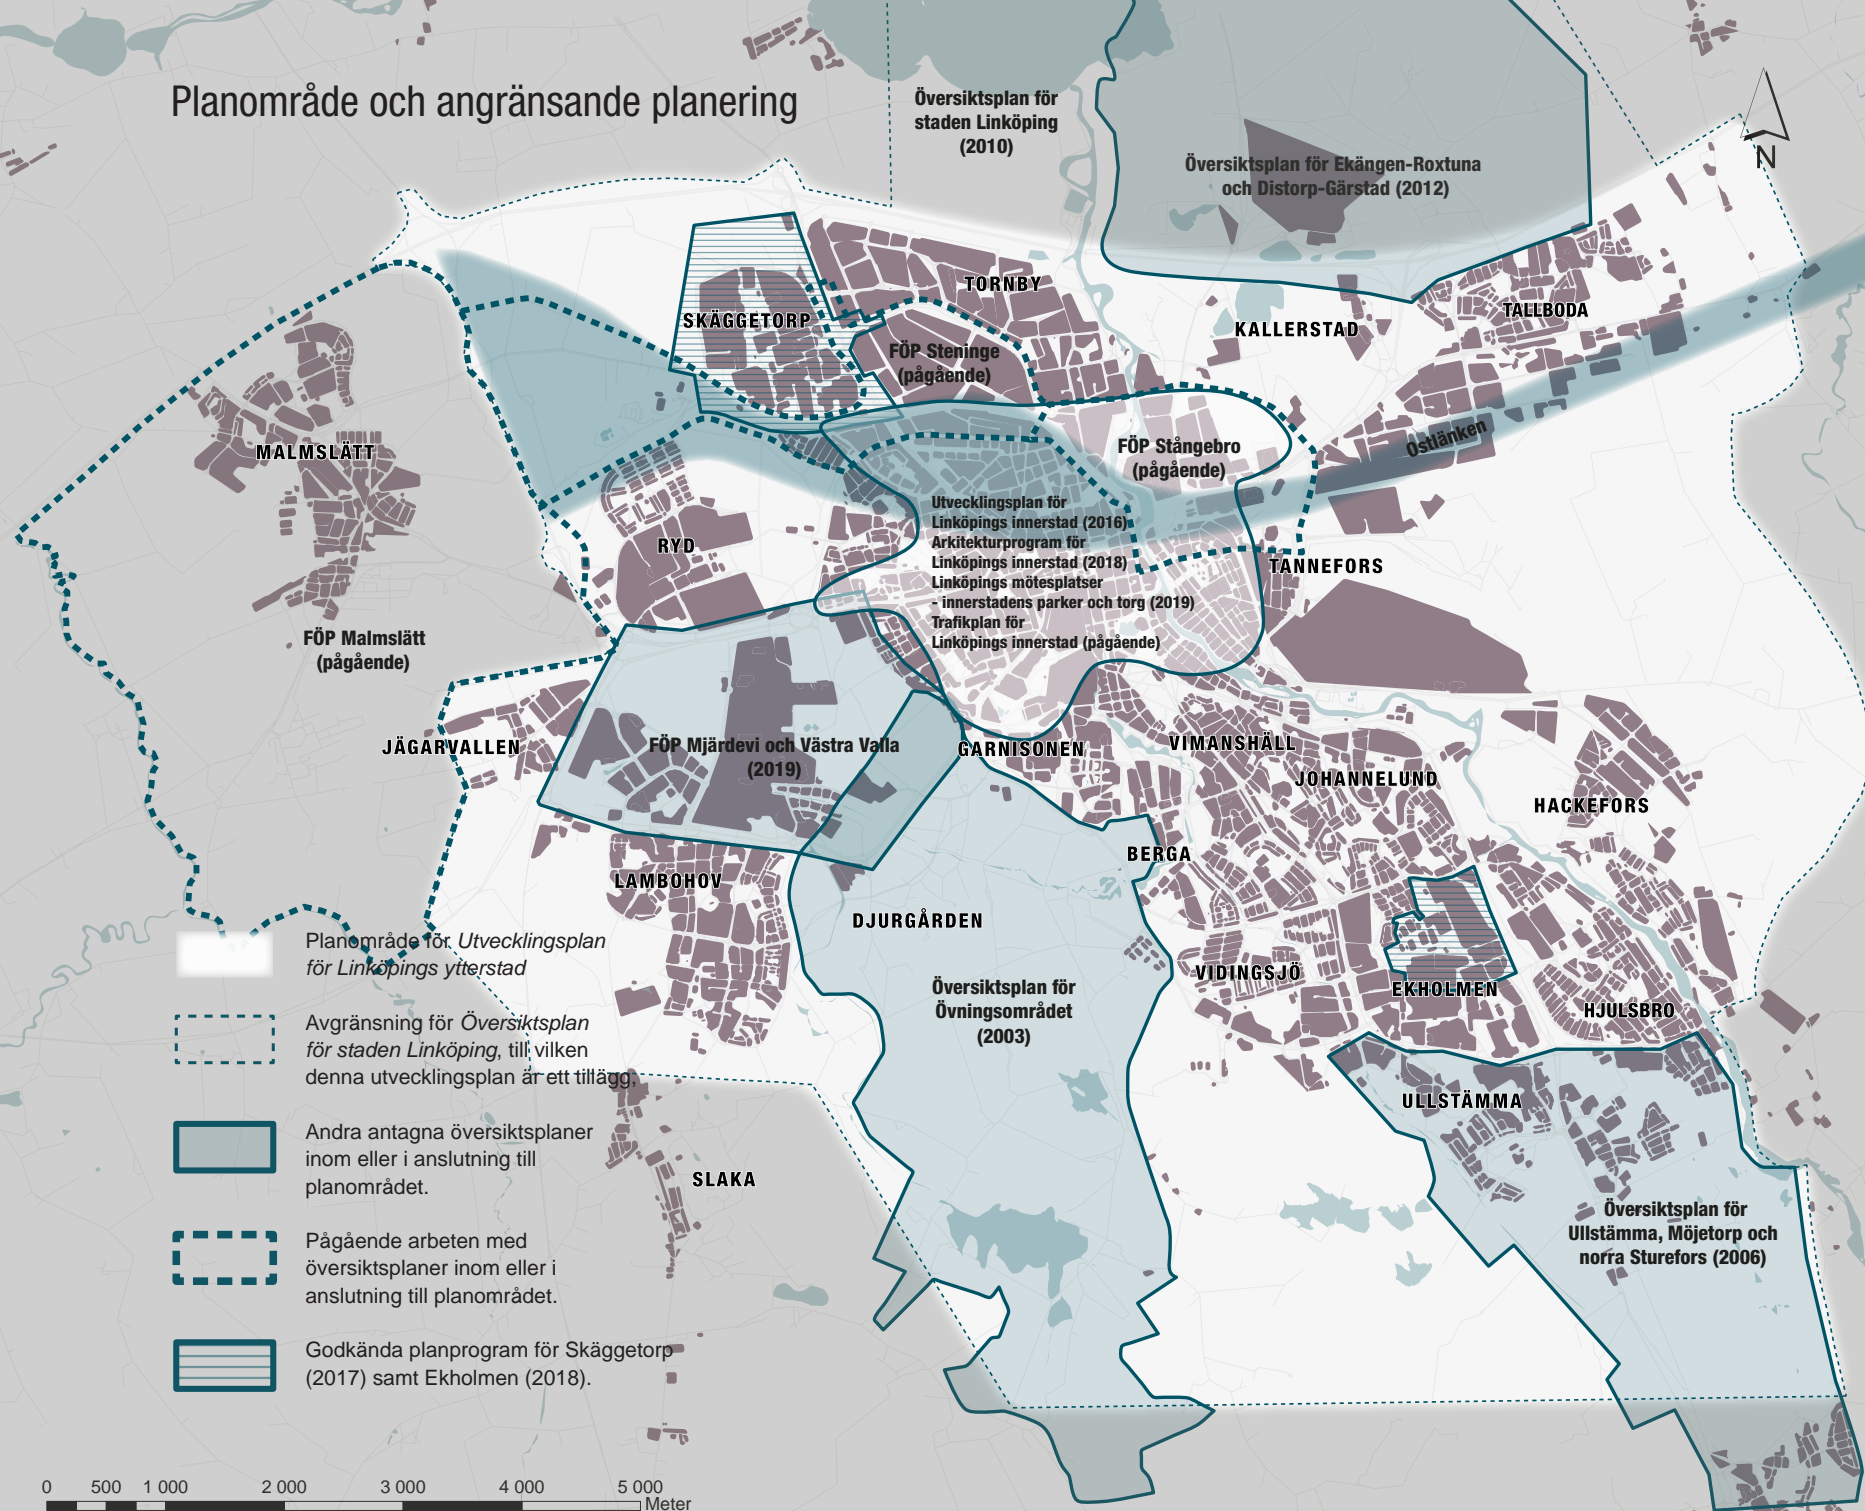 Planområde och angränsande planering
Översiktsplan för
staden Linköping
(2010)
Översiktsplan för Ekängen-Roxtuna
och Distorp-Gärstad (2012)
N
TORNBY
SKÄGGETORP
KALLERSTAD
TALLBODA
FÖP Steninge
(pågående)
MALMSLÄTT
FÖP Stångebro
(pågående)
Ostlänken
Utvecklingsplan för
Linköpings innerstad (2016)
Arkitekturprogram för
Linköpings innerstad (2018)
Linköpings mötesplatser
- innerstadens parker och torg (2019)
Trafikplan för
Linköpings innerstad (pågående)
RYD
TANNEFORS
FÖP Malmslätt
(pågående)
JÄGARVALLEN
FÖP Mjärdevi och Västra Valla
(2019)
GARNISONEN
VIMANSHÄLL
JOHANNELUND
HACKEFORS
BERGA
LAMBOHOV
DJURGÅRDEN
VIDINGSJÖ
EKHOLMEN
HJULSBRO
Översiktsplan för
Övningsområdet
(2003)
ULLSTÄMMA
SLAKA
Översiktsplan för
Ullstämma, Möjetorp och
norra Sturefors (2006)
Planområde för Utvecklingsplan
för Linköpings ytterstad
Avgränsning för Översiktsplan
för staden Linköping, till vilken
denna utvecklingsplan är ett tillägg,
Andra antagna översiktsplaner
inom eller i anslutning till
planområdet.
Pågående arbeten med
översiktsplaner inom eller i
anslutning till planområdet.
Godkända planprogram för Skäggetorp
(2017) samt Ekholmen (2018).
0 500 1 000 2 000 3 000 4 000 5 000
Meter